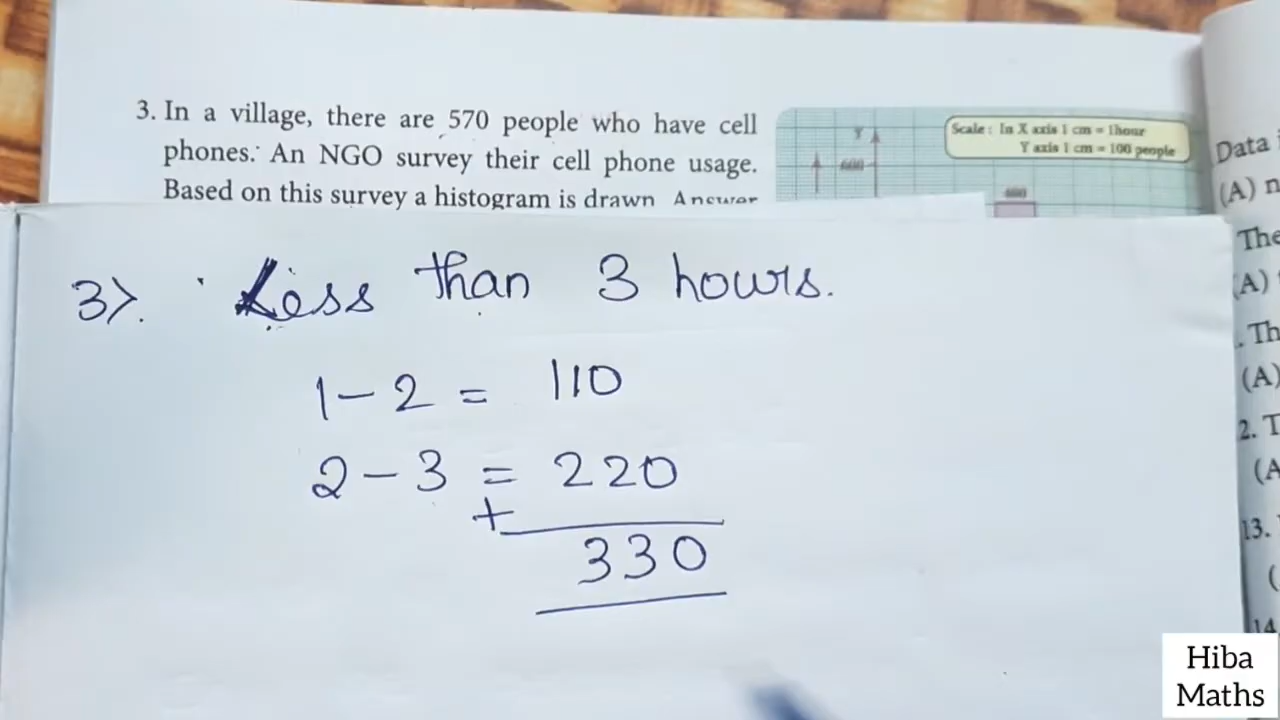 3. In a village, there are 570 people who have cell
phones. An NGO survey their cell phone usage.
Based on this survey a histogram is drawn Answer
Scale : In X axis 1 cm = 1hour
Y axis 1 cm = 100 people
Y
600
Data
(A) n
The
(A)
. Th
(A)
2. T
(A
13.
(
14
3>. Less than 3 hours.
1 - 2 = 110
2 - 3 = 220
+
330
Hiba
Maths